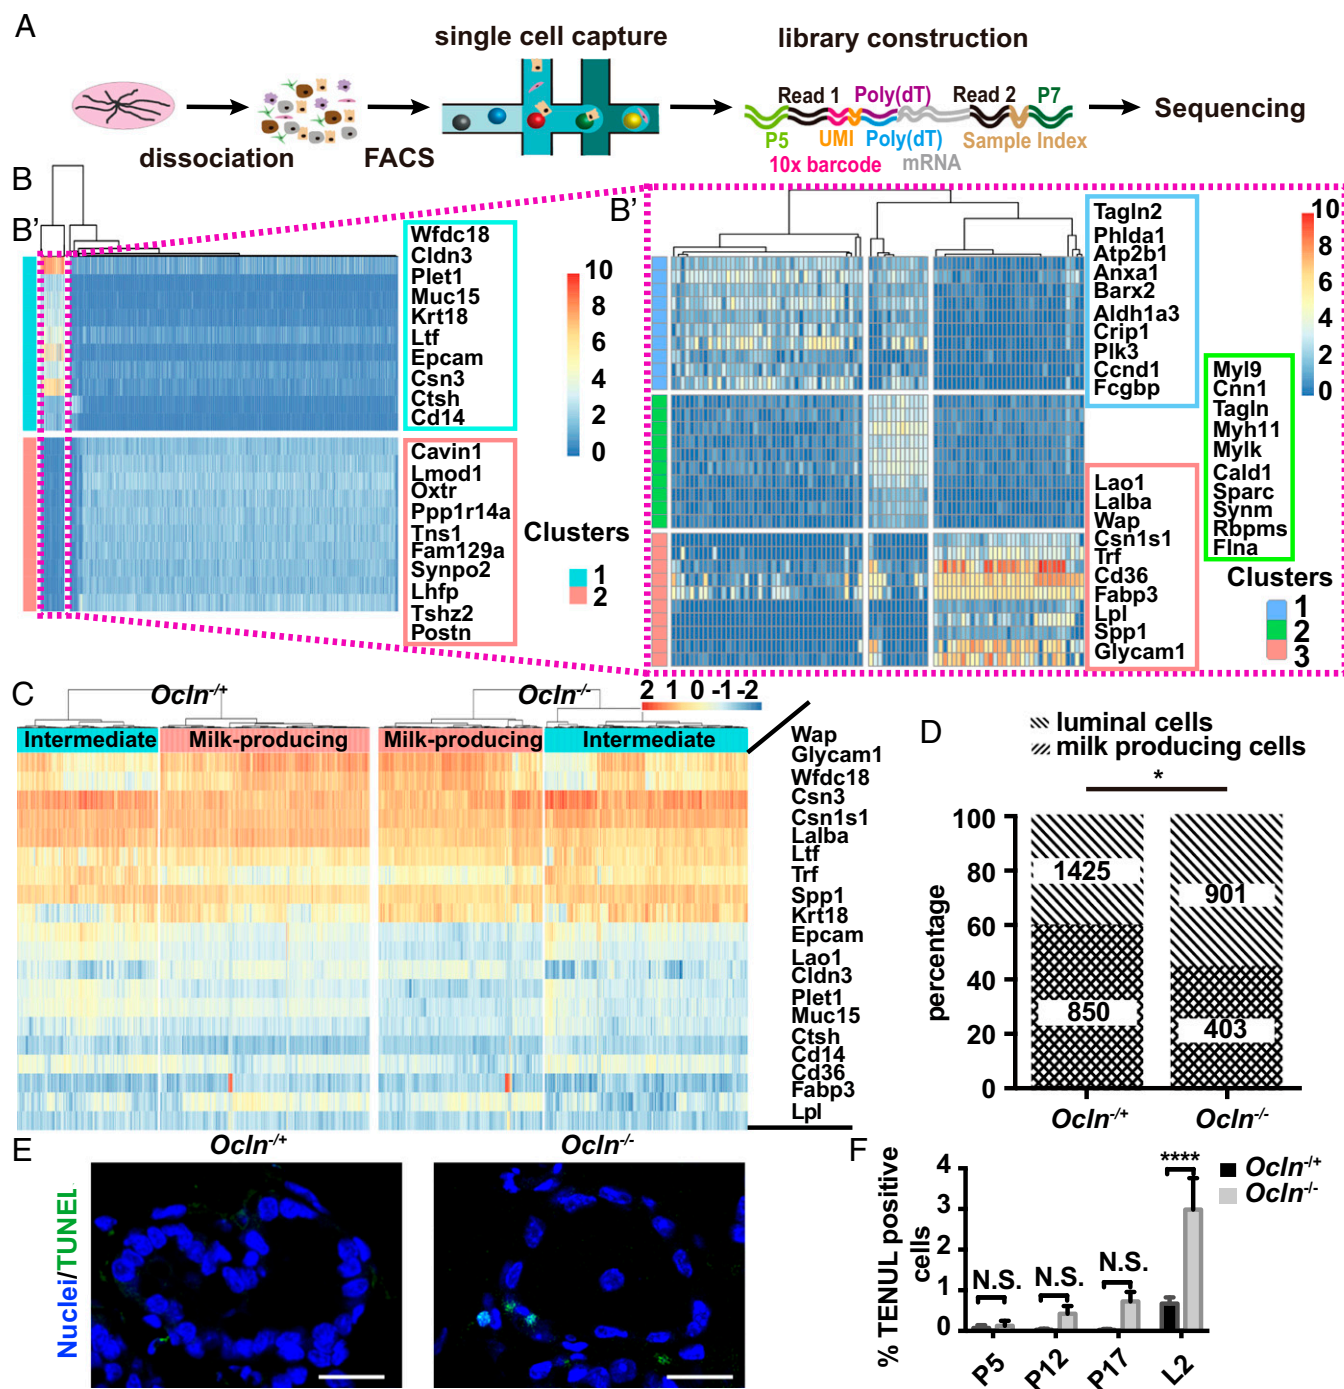 A
single cell capture
library construction
Read 1
Poly(dT)
Read 2
P7
Sequencing
P5
UMI
Poly(dT)
Sample Index
10x barcode
mRNA
dissociation
FACS
B
B’
Wfdc18
Cldn3
Plet1
Muc15
Krt18
Ltf
Epcam
Csn3
Ctsh
Cd14
Cavin1
Lmod1
Oxtr
Ppp1r14a
Tns1
Fam129a
Synpo2
Lhfp
Tshz2
Postn
10
8
6
4
2
0
Clusters
1
2
B’
Tagln2
Phlda1
Atp2b1
Anxa1
Barx2
Aldh1a3
Crip1
Plk3
Ccnd1
Fcgbp
10
8
6
4
2
0
Myl9
Cnn1
Tagln
Myh11
Mylk
Cald1
Sparc
Synm
Rbpms
Flna
Lao1
Lalba
Wap
Csn1s1
Trf
Cd36
Fabp3
Lpl
Spp1
Glycam1
Clusters
1
2
3
C
Ocln-/+
Ocln-/-
2 1 0 -1 -2
Intermediate
Milk-producing
Milk-producing
Intermediate
Wap
Glycam1
Wfdc18
Csn3
Csn1s1
Lalba
Ltf
Trf
Spp1
Krt18
Epcam
Lao1
Cldn3
Plet1
Muc15
Ctsh
Cd14
Cd36
Fabp3
Lpl
D
luminal cells
milk producing cells
*
percentage
100
80
60
40
20
0
1425
850
901
403
Ocln-/+
Ocln-/-
E
Ocln-/+
Ocln-/-
Nuclei/TUNEL
F
% TENUL positive
cells
4
3
2
1
0
N.S.
N.S.
N.S.
****
Ocln-/+
Ocln-/-
P5
P12
P17
L2